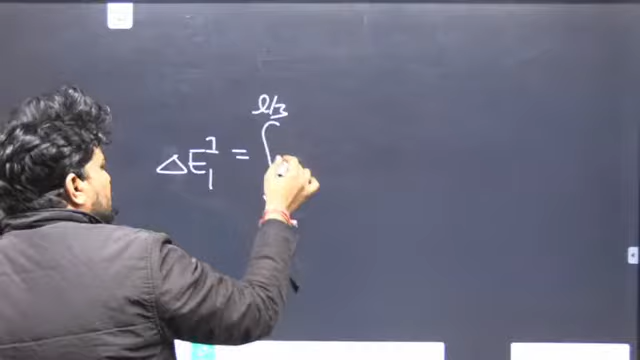 ΔE₁¹ = ∫^{l/3}